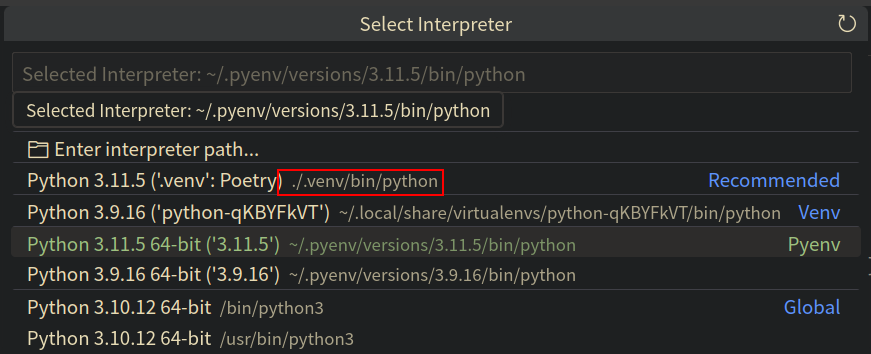 Select Interpreter
Selected Interpreter: ~/.pyenv/versions/3.11.5/bin/python
Selected Interpreter: ~/.pyenv/versions/3.11.5/bin/python
Enter interpreter path...
Python 3.11.5 ('.venv': Poetry) ./.venv/bin/python Recommended
Python 3.9.16 ('python-qKBYFkVT') ~/.local/share/virtualenvs/python-qKBYFkVT/bin/python Venv
Python 3.11.5 64-bit ('3.11.5') ~/.pyenv/versions/3.11.5/bin/python Pyenv
Python 3.9.16 64-bit ('3.9.16') ~/.pyenv/versions/3.9.16/bin/python
Python 3.10.12 64-bit /bin/python3 Global
Python 3.10.12 64-bit /usr/bin/python3